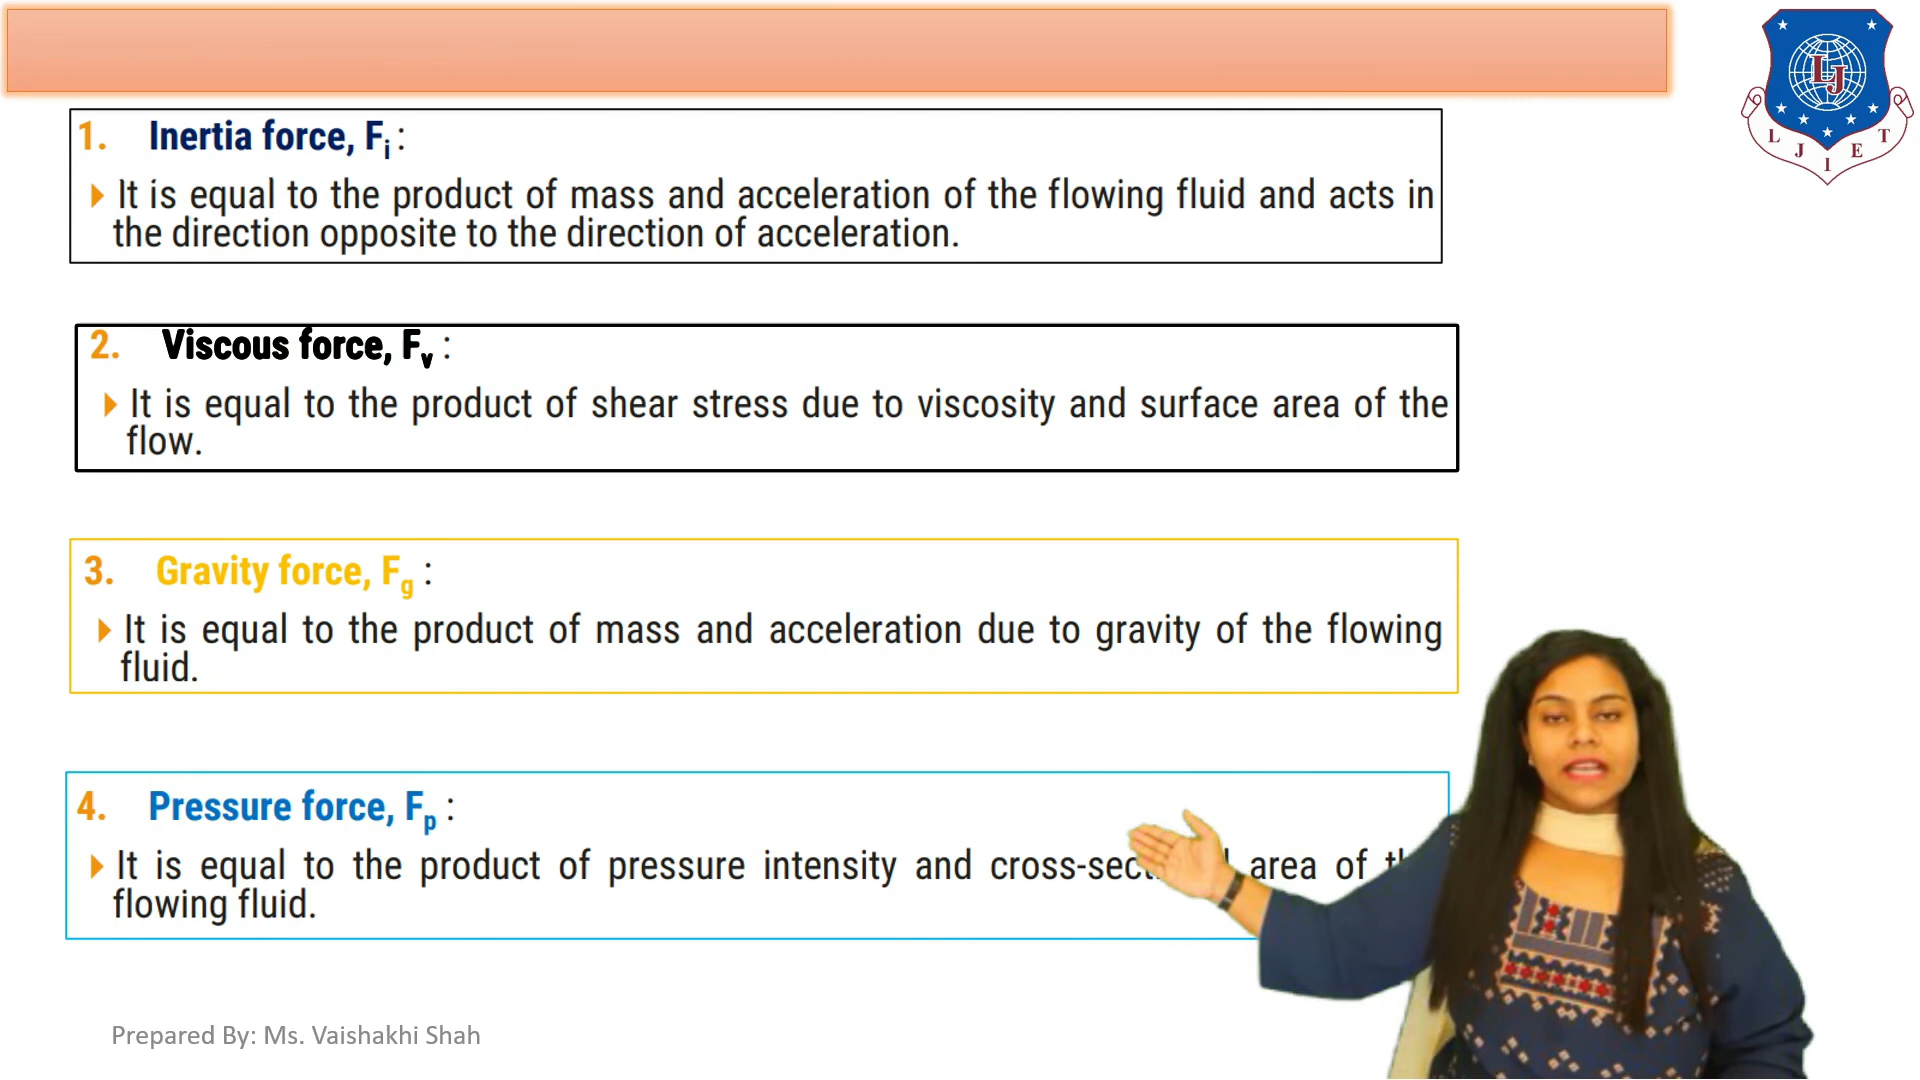 L J I E T
LJ
1. Inertia force, Fi :
It is equal to the product of mass and acceleration of the flowing fluid and acts in
the direction opposite to the direction of acceleration.
2. Viscous force, Fv :
It is equal to the product of shear stress due to viscosity and surface area of the
flow.
3. Gravity force, Fg :
It is equal to the product of mass and acceleration due to gravity of the flowing
fluid.
4. Pressure force, Fp :
It is equal to the product of pressure intensity and area of
flowing fluid.
Prepared By: Ms. Vaishakhi Shah